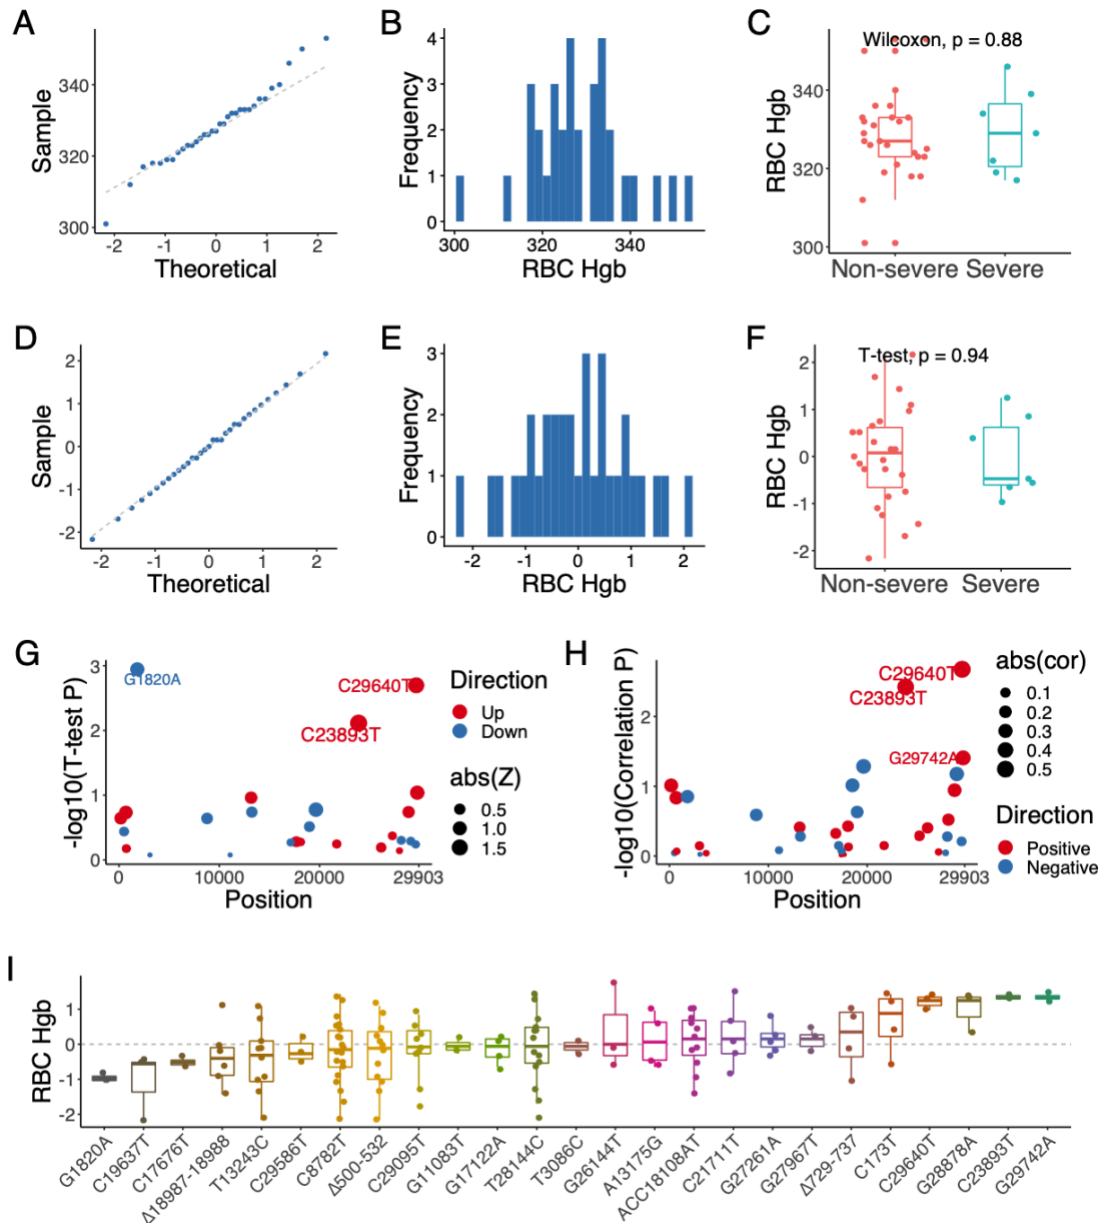 A
B
C
Sample
340
320
300
-2 -1 0 1 2
Theoretical
Frequency
4
3
2
1
0
300 320 340
RBC Hgb
Wilcoxon, p = 0.88
RBC Hgb
340
320
300
Non-severe Severe
D
E
F
Sample
2
1
0
-1
-2
-2 -1 0 1 2
Theoretical
Frequency
3
2
1
0
-2 -1 0 1 2
RBC Hgb
T-test, p = 0.94
RBC Hgb
2
1
0
-1
-2
Non-severe Severe
G
-log10(T-test P)
3
2
1
0
G1820A
C29640T
C23893T
0 10000 20000 29903
Position
Direction
Up
Down
abs(Z)
0.5
1.0
1.5
H
-log10(Correlation P)
2
1
0
C29640T
C23893T
G29742A
0 10000 20000 29903
Position
abs(cor)
0.1
0.2
0.3
0.4
0.5
Direction
Positive
Negative
I
RBC Hgb
1
0
-1
-2
G1820A
C19637T
C17676T
Δ18987-18988
T13243C
C29586T
C8782T
Δ500-532
C29095T
G11083T
G17122A
T28144C
T3086C
G26144T
A13175G
ACC18108AT
C21711T
G27261A
G27967T
Δ729-737
C173T
C29640T
G28878A
C23893T
G29742A